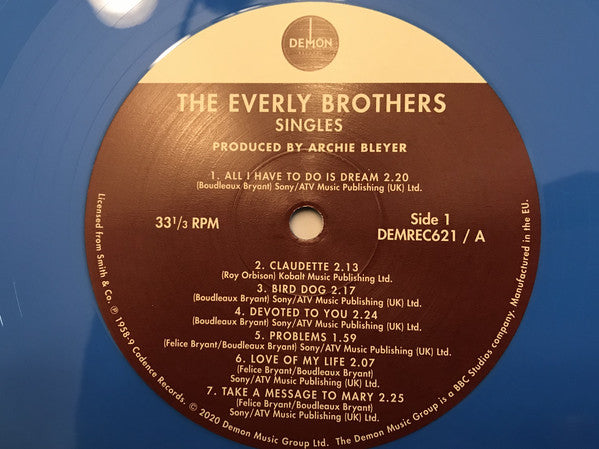 DEMON
RECORDS
THE EVERLY BROTHERS
SINGLES
PRODUCED BY ARCHIE BLEYER
1. ALL I HAVE TO DO IS DREAM 2.20
(Boudleaux Bryant) Sony/ATV Music Publishing (UK) Ltd.
33 1/3 RPM
Side 1
DEMREC621 / A
2. CLAUDETTE 2.13
(Roy Orbison) Kobalt Music Publishing Ltd.
3. BIRD DOG 2.17
(Boudleaux Bryant) Sony/ATV Music Publishing (UK) Ltd.
4. DEVOTED TO YOU 2.24
(Boudleaux Bryant) Sony/ATV Music Publishing (UK) Ltd.
5. PROBLEMS 1.59
(Felice Bryant/Boudleaux Bryant) Sony/ATV Music Publishing (UK) Ltd.
6. LOVE OF MY LIFE 2.07
(Felice Bryant/Boudleaux Bryant)
Sony/ATV Music Publishing (UK) Ltd.
7. TAKE A MESSAGE TO MARY 2.25
(Felice Bryant/Boudleaux Bryant)
Sony/ATV Music Publishing (UK) Ltd.
Licensed from Smith & Co. ℗ 1958-9 Cadence Records. © 2020 Demon Music Group Ltd. The Demon Music Group is a BBC Studios company. Manufactured in the EU.